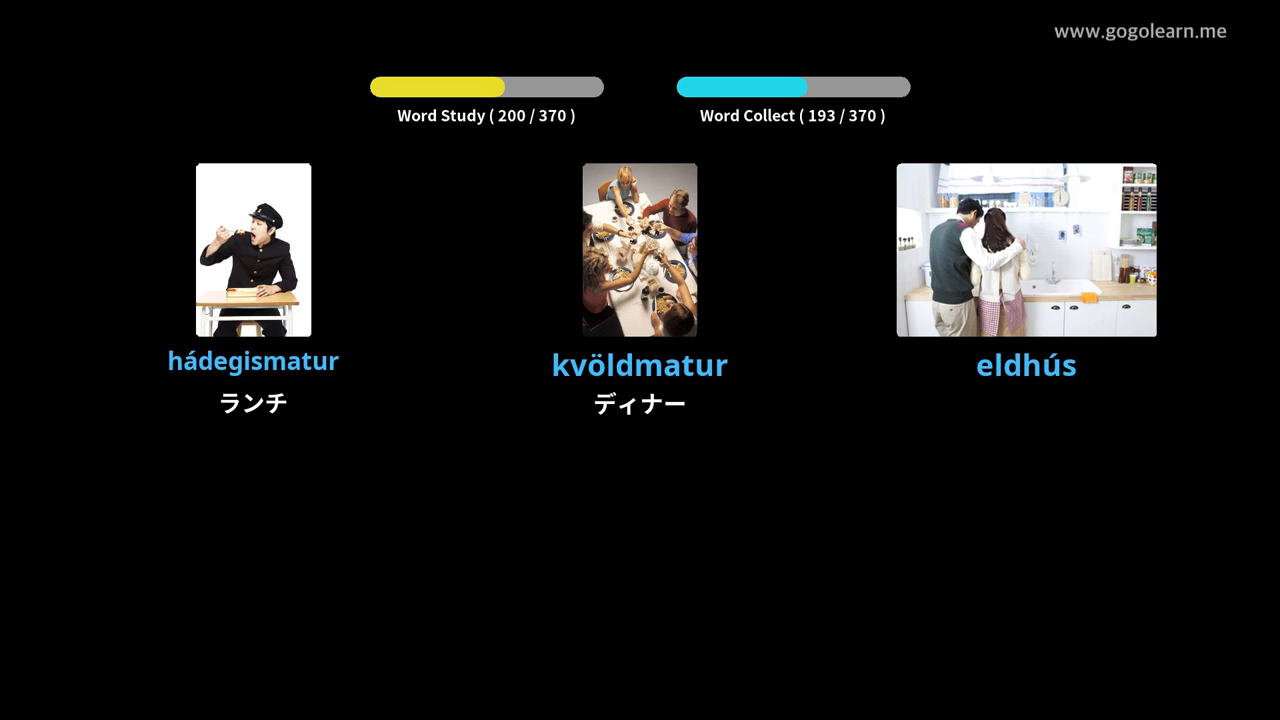 www.gogolearn.me
Word Study ( 200 / 370 )
Word Collect ( 193 / 370 )
hádegismatur
kvöldmatur
eldhús
ランチ
ディナー